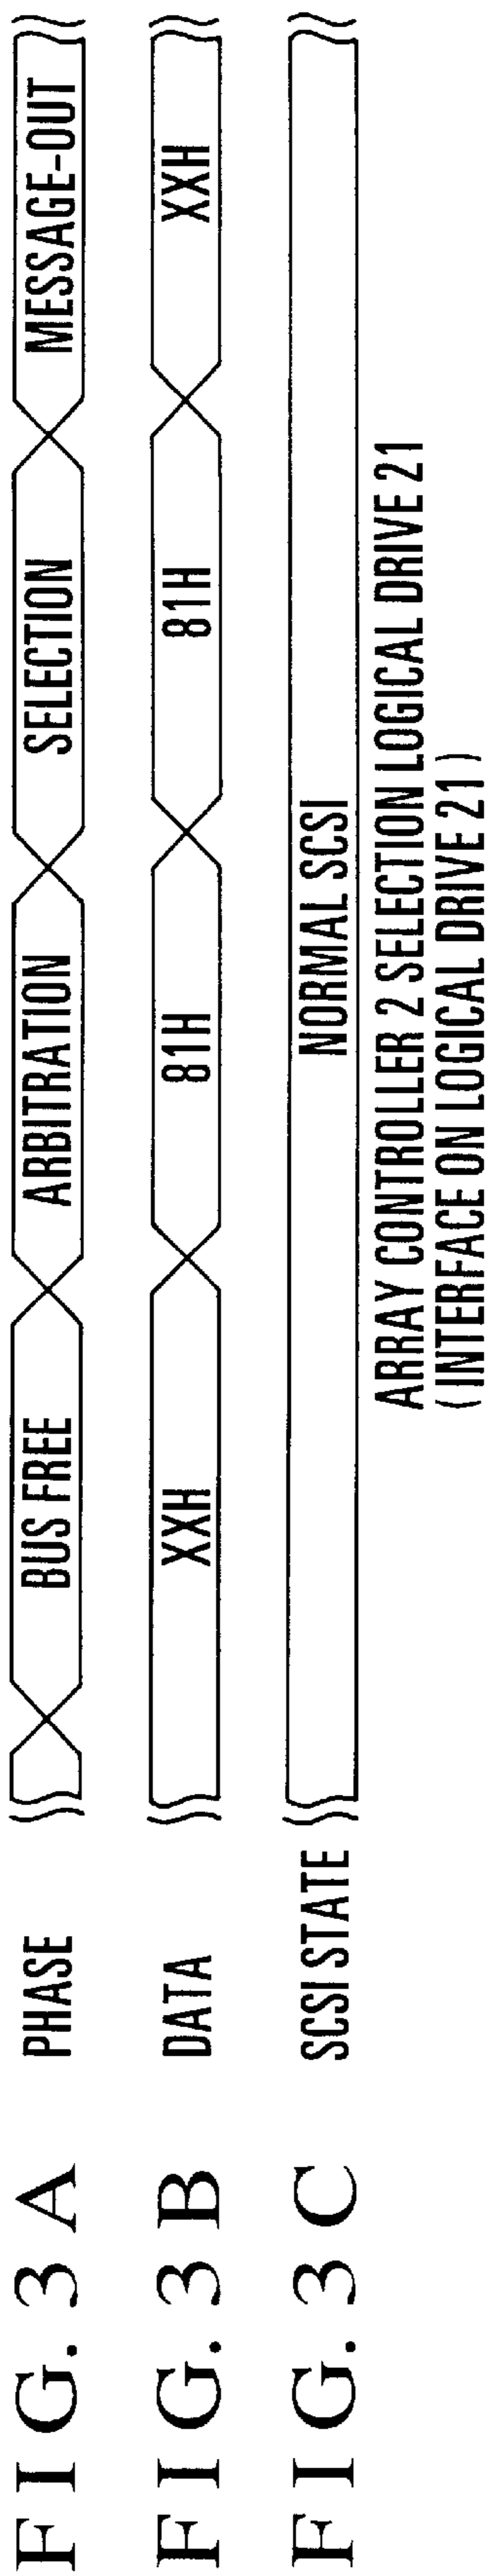 FIG. 3A PHASE BUS FREE ARBITRATION SELECTION MESSAGE-OUT
FIG. 3B DATA XXH 81H 81H XXH
FIG. 3C SCSI STATE NORMAL SCSI
ARRAY CONTROLLER 2 SELECTION LOGICAL DRIVE 21
(INTERFACE ON LOGICAL DRIVE 21)